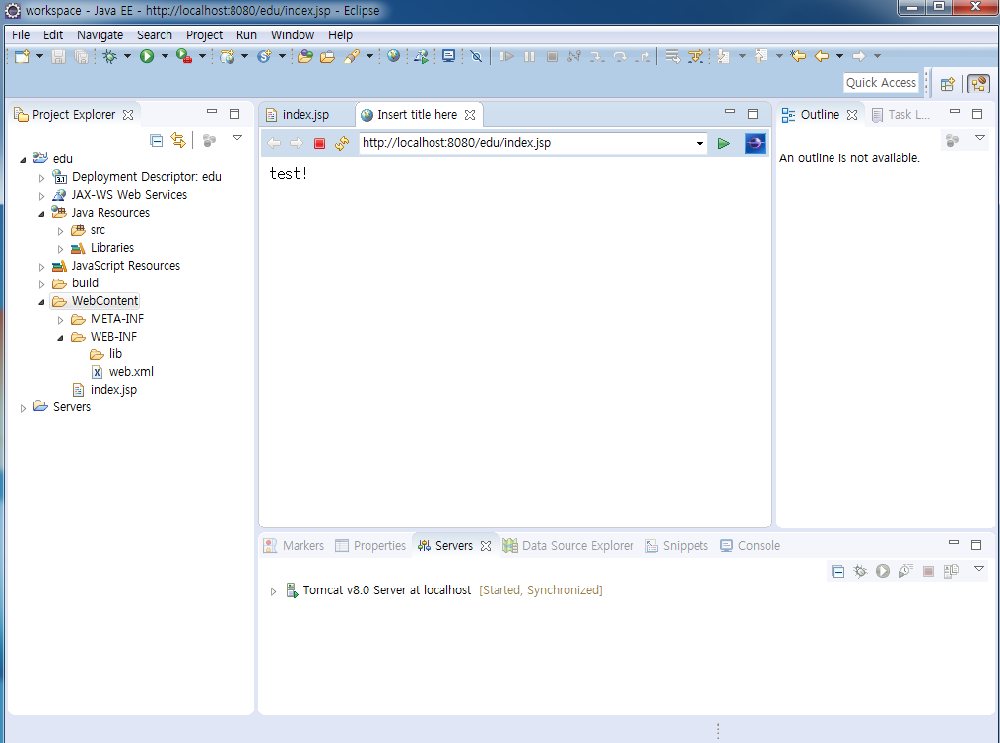 workspace - Java EE - http://localhost:8080/edu/index.jsp - Eclipse
File Edit Navigate Search Project Run Window Help
Quick Access
Project Explorer
edu
Deployment Descriptor: edu
JAX-WS Web Services
Java Resources
src
Libraries
JavaScript Resources
build
WebContent
META-INF
WEB-INF
lib
web.xml
index.jsp
Servers
index.jsp Insert title here
http://localhost:8080/edu/index.jsp
test!
Outline Task L...
An outline is not available.
Markers Properties Servers Data Source Explorer Snippets Console
Tomcat v8.0 Server at localhost [Started, Synchronized]